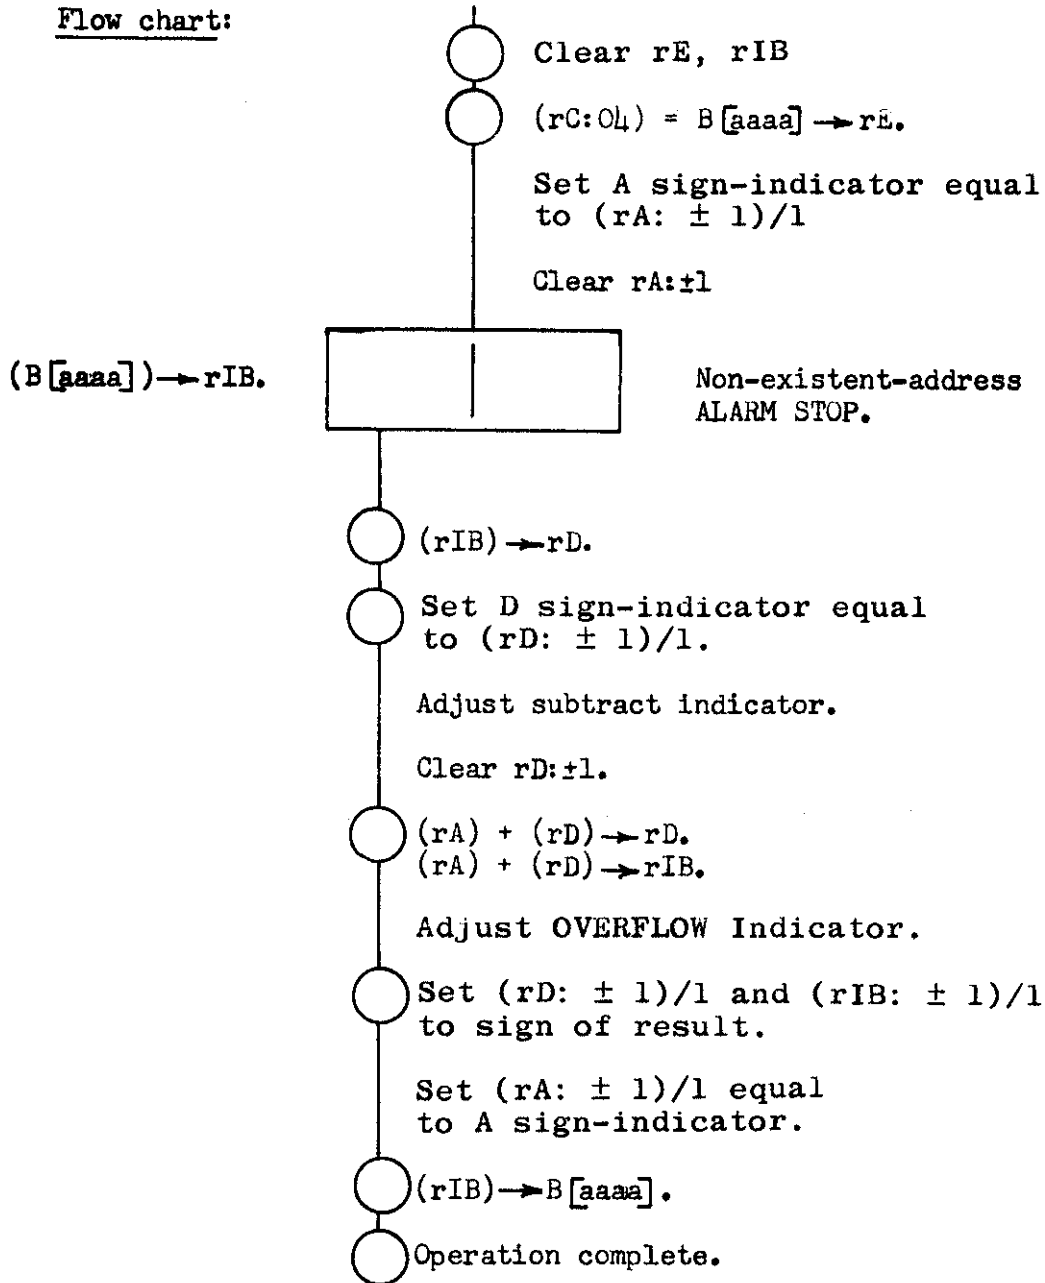 Flow chart:
Clear rE, rIB
(rC:04) = B[aaaa]→rE.
Set A sign-indicator equal
to (rA: ± 1)/1
Clear rA:±1
(B[aaaa])→rIB.
Non-existent-address
ALARM STOP.
(rIB)→rD.
Set D sign-indicator equal
to (rD: ± 1)/1.
Adjust subtract indicator.
Clear rD:±1.
(rA) + (rD)→rD.
(rA) + (rD)→rIB.
Adjust OVERFLOW Indicator.
Set (rD: ± 1)/1 and (rIB: ± 1)/1
to sign of result.
Set (rA: ± 1)/1 equal
to A sign-indicator.
(rIB)→B[aaaa].
Operation complete.